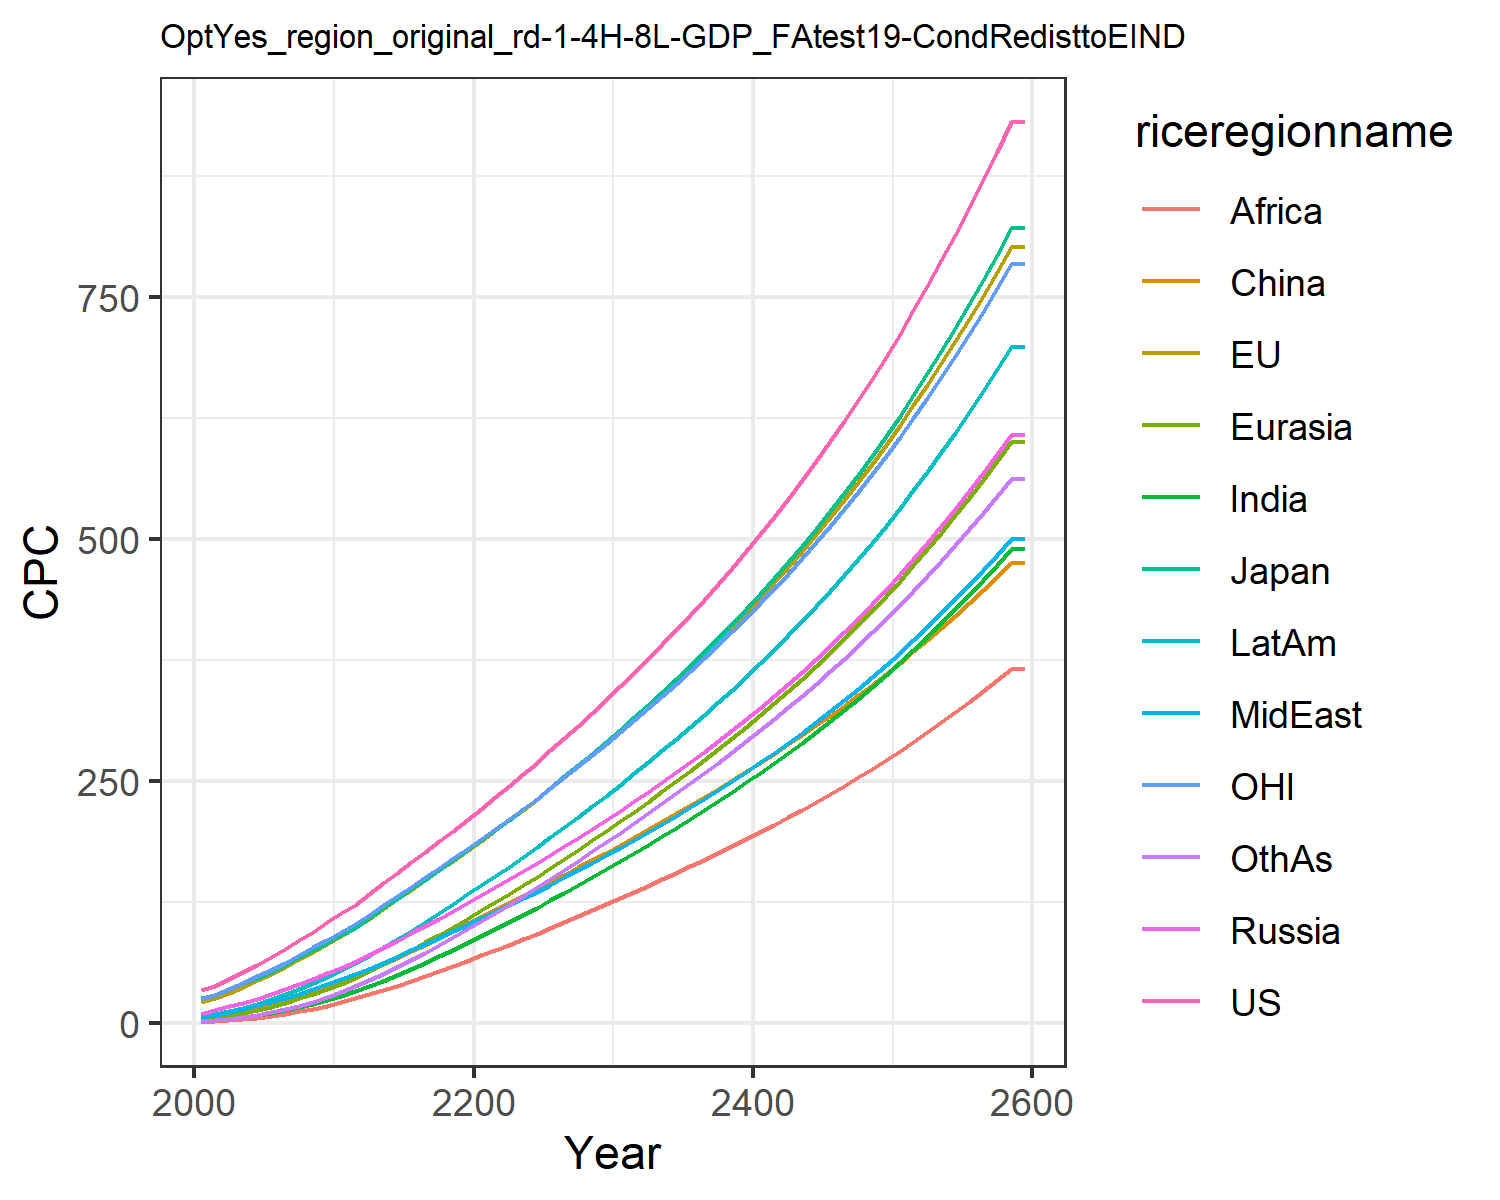 OptYes_region_original_rd-1-4H-8L-GDP_FAtest19-CondRedisttoEIND
CPC
750
500
250
0
2000 2200 2400 2600
Year
riceregionname
Africa
China
EU
Eurasia
India
Japan
LatAm
MidEast
OHI
OthAs
Russia
US